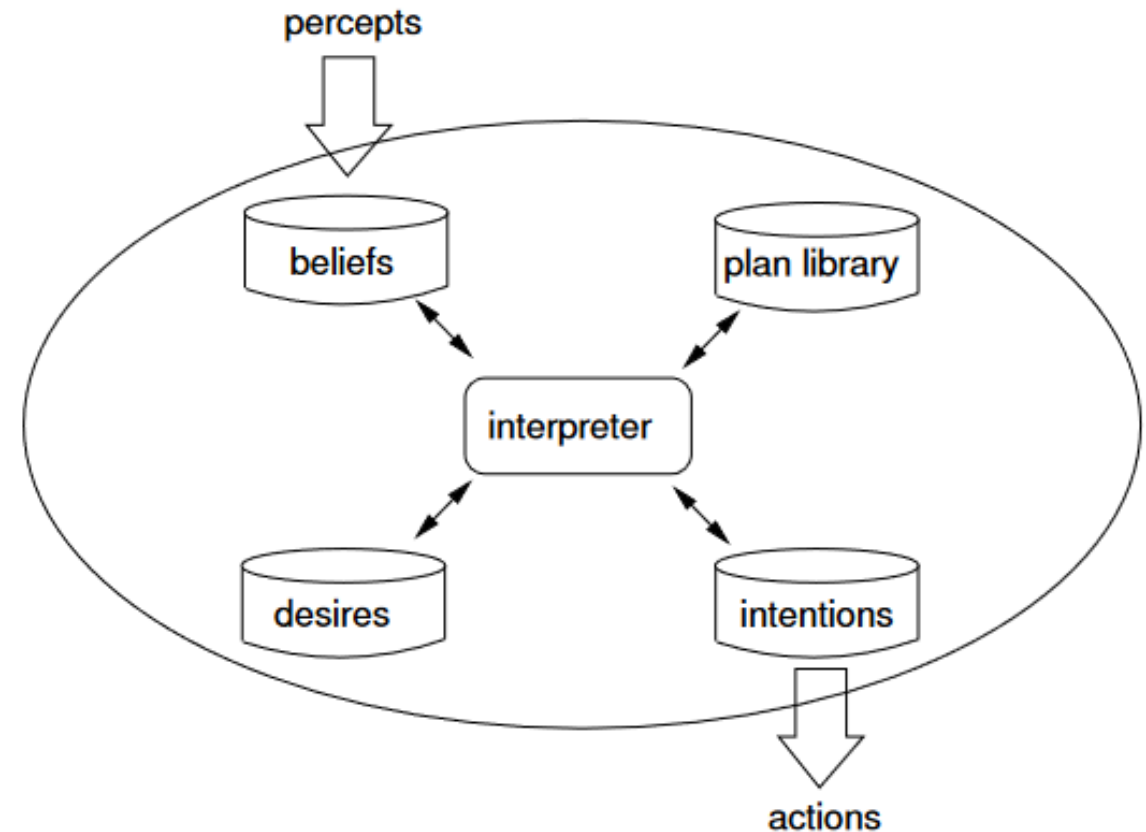 percepts
beliefs
plan library
interpreter
desires
intentions
actions